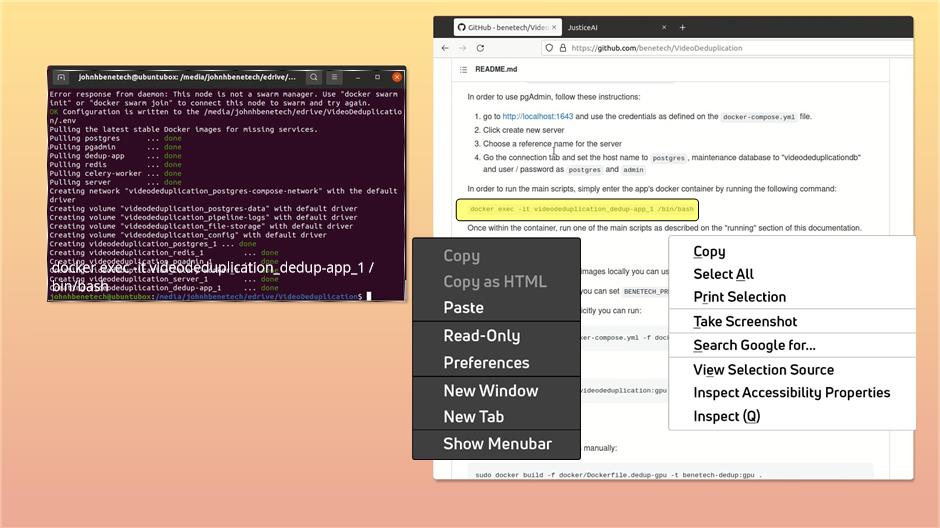 johnhbenetech@ubuntubox: /media/johnhbenetech/edrive/...
Error response from daemon: This node is not a swarm manager. Use "docker swarm
init" or "docker swarm join" to connect this node to swarm and try again.
OK Configuration is written to the /media/johnhbenetech/edrive/VideoDeduplicatio
n/.env
Pulling the latest stable Docker images for missing services.
Pulling postgres ... done
Pulling pgadmin ... done
Pulling dedup-app ... done
Pulling redis ... done
Pulling celery-worker ... done
Pulling server ... done
Creating network "videodeduplication_postgres-compose-network" with the default
driver
Creating volume "videodeduplication_postgres-data" with default driver
Creating volume "videodeduplication_pipeline-logs" with default driver
Creating volume "videodeduplication_file-storage" with default driver
Creating volume "videodeduplication_config" with default driver
Creating videodeduplication_postgres_1 ... done
Creating videodeduplication_redis_1 ... done
docker exec -it videodeduplication_dedup-app_1 /
bin/bash
Creating videodeduplication_server_1 ... done
Creating videodeduplication_dedup-app_1 ... done
johnhbenetech@ubuntubox:/media/johnhbenetech/edrive/VideoDeduplication$
GitHub - benetech/Video
JusticeAI
https://github.com/benetech/VideoDeduplication
README.md
In order to use pgAdmin, follow these instructions:
1. go to http://localhost:1643 and use the credentials as defined on the docker-compose.yml file.
2. Click create new server
3. Choose a reference name for the server
4. Go the connection tab and set the host name to postgres, maintenance database to "videodeduplicationdb"
and user / password as postgres and admin
In order to run the main scripts, simply enter the app's docker container by running the following command:
docker exec -it videodeduplication_dedup-app_1 /bin/bash
Once within the container, run one of the main scripts as described on the "running" section of this documentation.
images locally you can us
you can set BENETECH_PR
citly you can run:
er-compose.yml -f doc
deduplication:gpu
manually:
sudo docker build -f docker/Dockerfile.dedup-gpu -t benetech-dedup:gpu .
Copy
Copy as HTML
Paste
Read-Only
Preferences
New Window
New Tab
Show Menubar
Copy
Select All
Print Selection
Take Screenshot
Search Google for...
View Selection Source
Inspect Accessibility Properties
Inspect (Q)